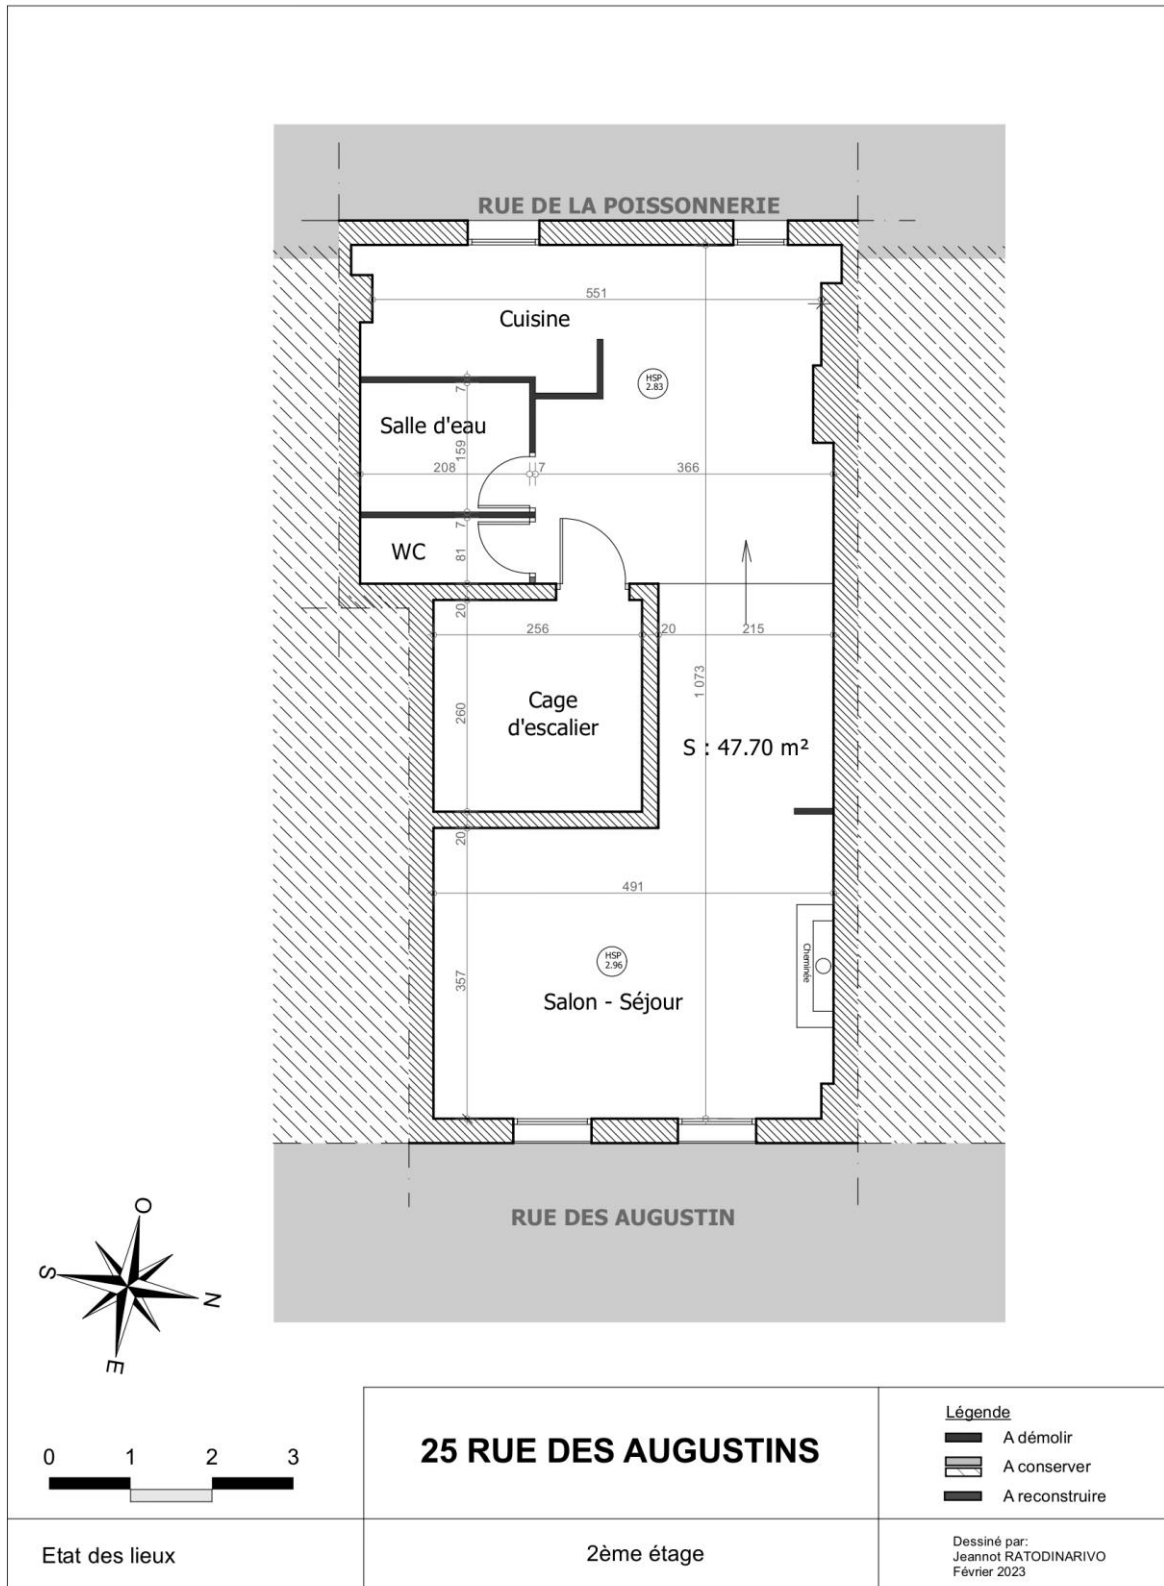 RUE DE LA POISSONNERIE
551
Cuisine
HSP
2.83
7
Salle d'eau
159
208
7
366
7
WC
81
20
256
20
215
1 073
260
Cage
d'escalier
S : 47.70 m²
20
491
HSP
2.96
Cheminée
357
Salon - Séjour
RUE DES AUGUSTIN
O
S
N
E
0 1 2 3
25 RUE DES AUGUSTINS
Légende
A démolir
A conserver
A reconstruire
Etat des lieux
2ème étage
Dessiné par:
Jeannot RATODINARIVO
Février 2023